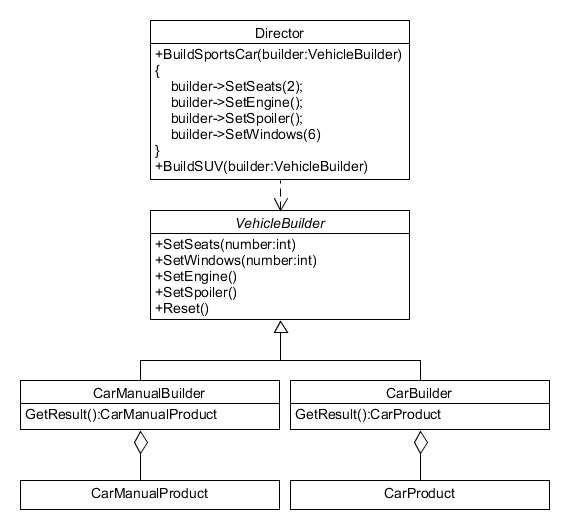 Director
+BuildSportsCar(builder:VehicleBuilder)
{
builder->SetSeats(2);
builder->SetEngine();
builder->SetSpoiler();
builder->SetWindows(6)
}
+BuildSUV(builder:VehicleBuilder)
VehicleBuilder
+SetSeats(number:int)
+SetWindows(number:int)
+SetEngine()
+SetSpoiler()
+Reset()
CarManualBuilder
GetResult():CarManualProduct
CarBuilder
GetResult():CarProduct
CarManualProduct
CarProduct